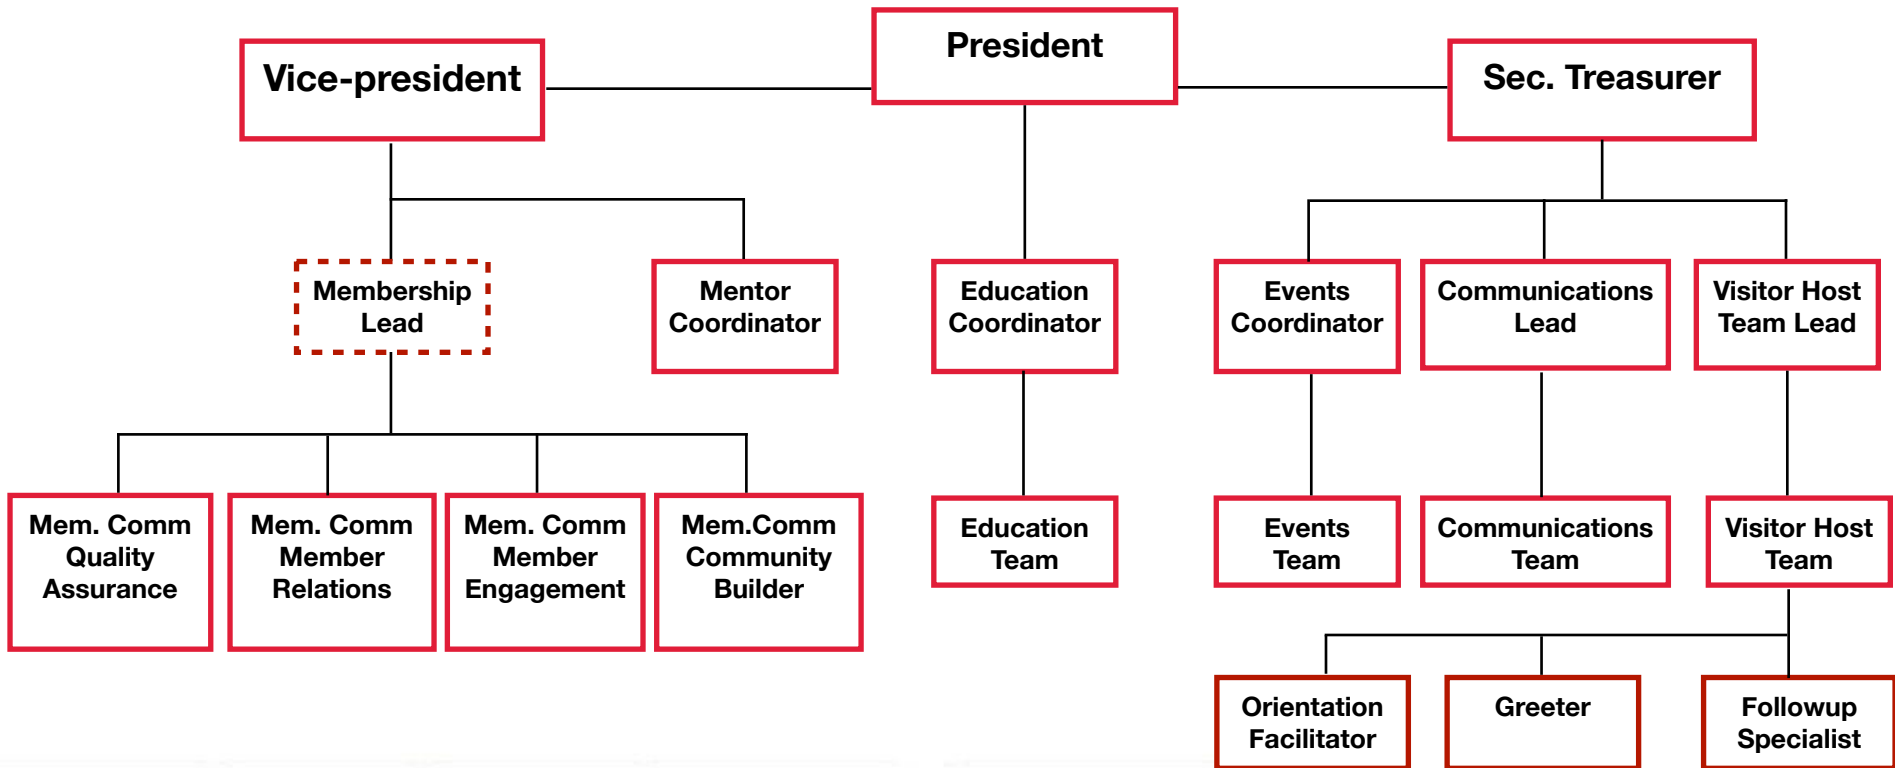 President
Vice-president
Sec. Treasurer
Membership
Lead
Mentor
Coordinator
Education
Coordinator
Events
Coordinator
Communications
Lead
Visitor Host
Team Lead
Mem. Comm
Quality
Assurance
Mem. Comm
Member
Relations
Mem. Comm
Member
Engagement
Mem.Comm
Community
Builder
Education
Team
Events
Team
Communications
Team
Visitor Host
Team
Orientation
Facilitator
Greeter
Followup
Specialist